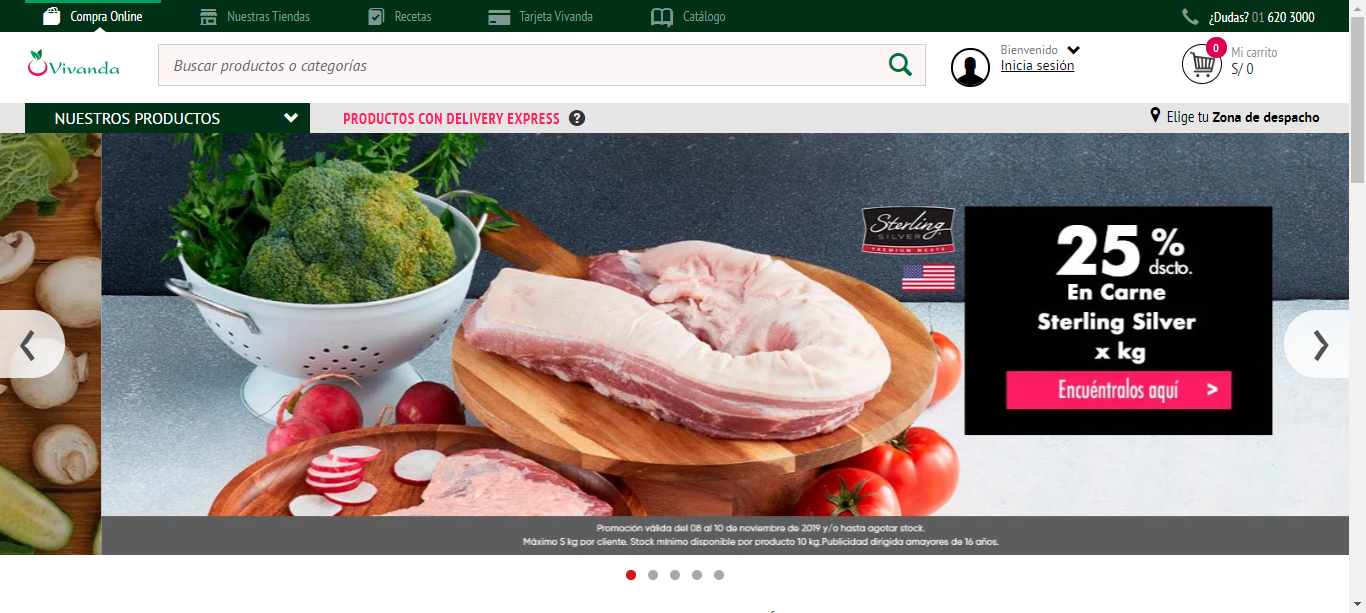 Compra Online
Nuestras Tiendas
Recetas
Tarjeta Vivanda
Catálogo
¿Dudas? 01 620 3000
Vivanda
Buscar productos o categorías
Bienvenido
Inicia sesión
0
Mi carrito
S/ 0
NUESTROS PRODUCTOS
PRODUCTOS CON DELIVERY EXPRESS ?
Elige tu Zona de despacho
Sterling
SILVER
PREMIUM MEATS
25% dscto.
En Carne
Sterling Silver
x kg
Encuéntralos aquí >
Promoción válida del 08 al 10 de noviembre de 2019 y/o hasta agotar stock.
Máximo 5 kg por cliente. Stock mínimo disponible por producto 10 kg.Publicidad dirigida amayores de 16 años.